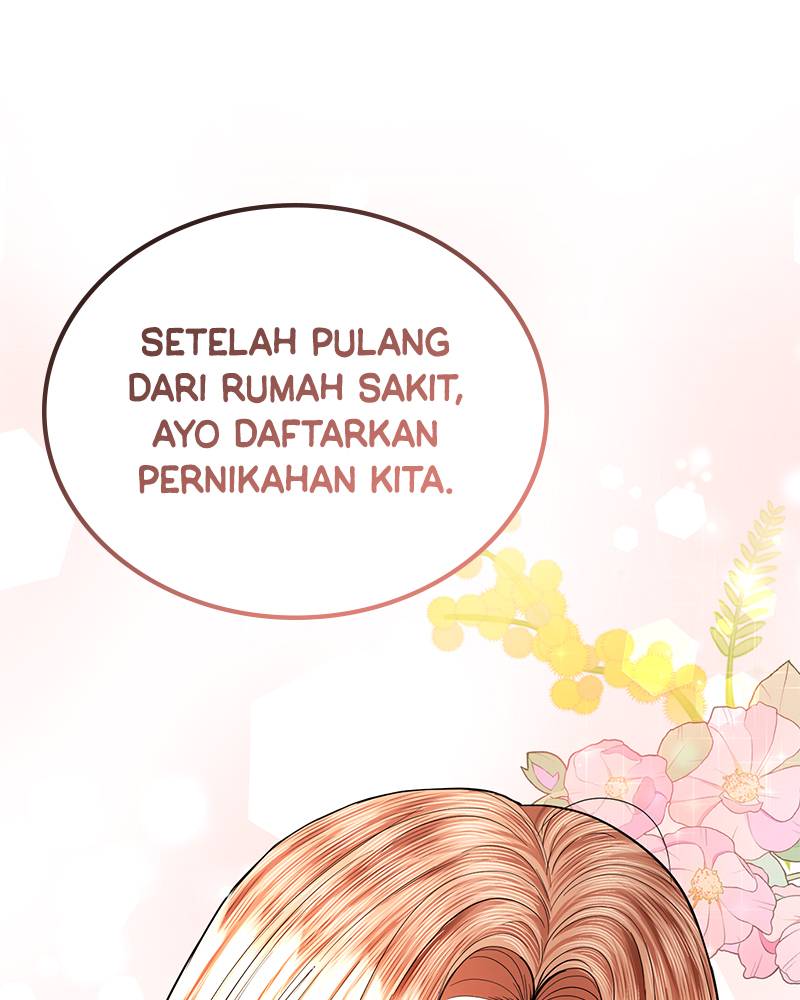 SETELAH PULANG
DARI RUMAH SAKIT,
AYO DAFTARKAN
PERNIKAHAN KITA.